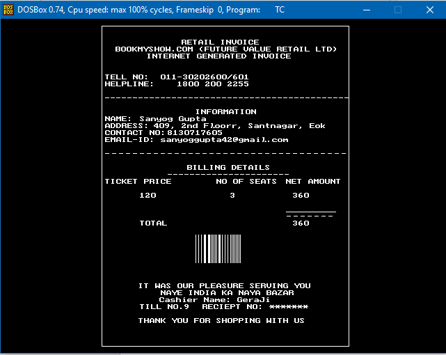 DOSBox 0.74, Cpu speed: max 100% cycles, Frameskip 0, Program: TC
RETAIL INVOICE
BOOKMYSHOW.COM (FUTURE VALUE RETAIL LTD)
INTERNET GENERATED INVOICE
TELL NO: 011-30202600/601
HELPLINE: 1800 200 2255
INFORMATION
NAME: Sanyog Gupta
ADDRESS: 409, 2nd Floorr, Santnagar, Eok
CONTACT NO:8130717605
EMAIL-ID: sanyoggupta42@gmail.com
BILLING DETAILS
TICKET PRICE NO OF SEATS NET AMOUNT
120 3 360
TOTAL 360
IT WAS OUR PLEASURE SERVING YOU
NAYE INDIA KA NAYA BAZAR
Cashier Name: GeraJi
TILL NO.9 RECIEPT NO: *******
THANK YOU FOR SHOPPING WITH US